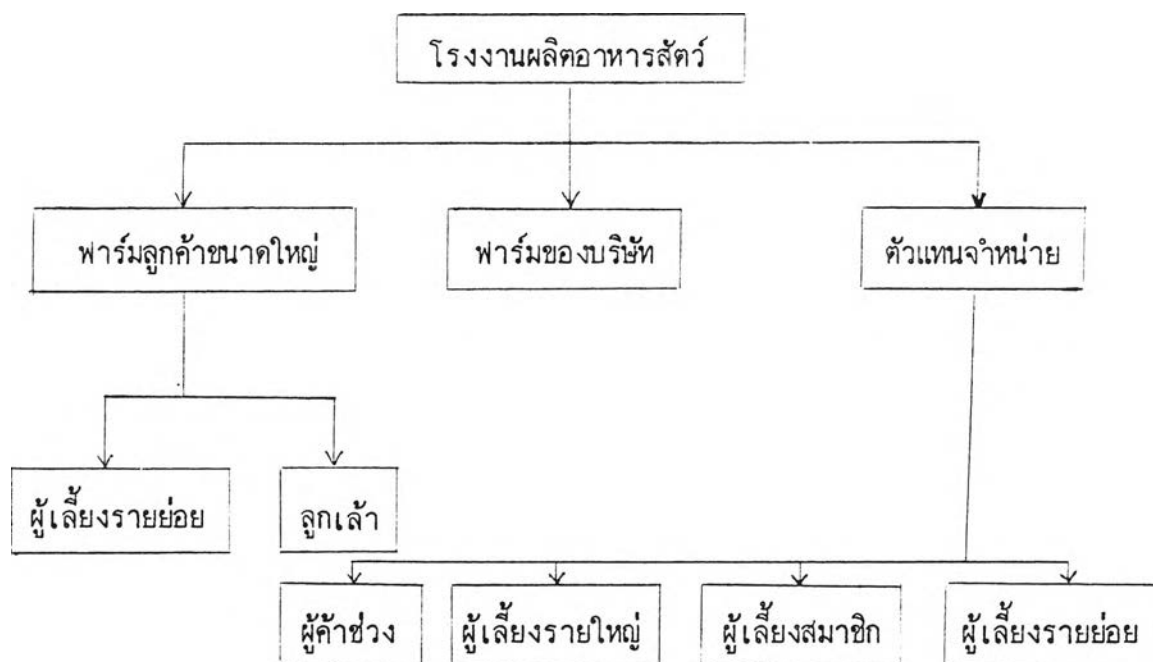 โรงงานผลิตอาหารสัตว์
ฟาร์มลูกค้าขนาดใหญ่
ฟาร์มของบริษัท
ตัวแทนจำหน่าย
ผู้เลี้ยงรายย่อย
ลูกเล้า
ผู้ค้าช่วง
ผู้เลี้ยงรายใหญ่
ผู้เลี้ยงสมาชิก
ผู้เลี้ยงรายย่อย